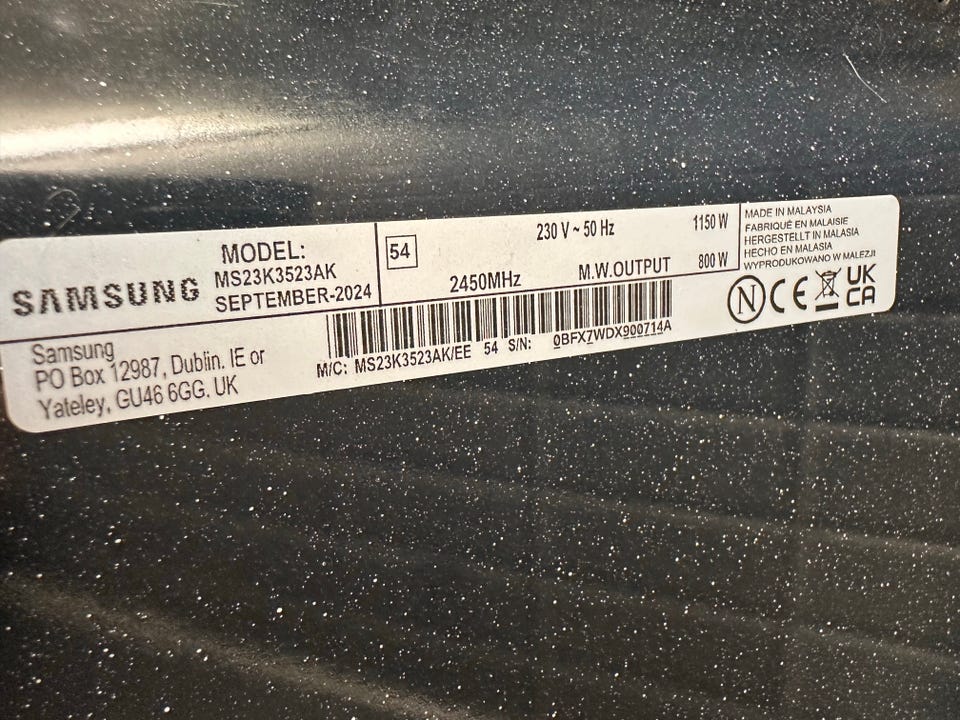 SAMSUNG
MODEL:
MS23K3523AK
SEPTEMBER-2024
54
230 V ~ 50 Hz
1150 W
2450MHz
M.W.OUTPUT
800 W
MADE IN MALAYSIA
FABRIQUÉ EN MALAISIE
HERGESTELLT IN MALASIA
HECHO EN MALASIA
WYPRODUKOWANO W MALEZJI
N CE UK
CA
Samsung
PO Box 12987, Dublin. IE or
Yateley, GU46 6GG. UK
M/C: MS23K3523AK/EE 54 S/N: 0BFX7WDX900714A